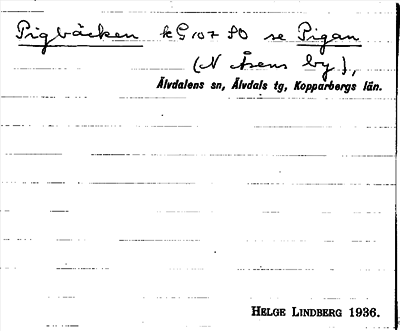 Pigbäcken kG 107 SO se Pigan
(N Åsens by),
Älvdalens sn, Älvdals tg, Kopparbergs län.
HELGE LINDBERG 1936.